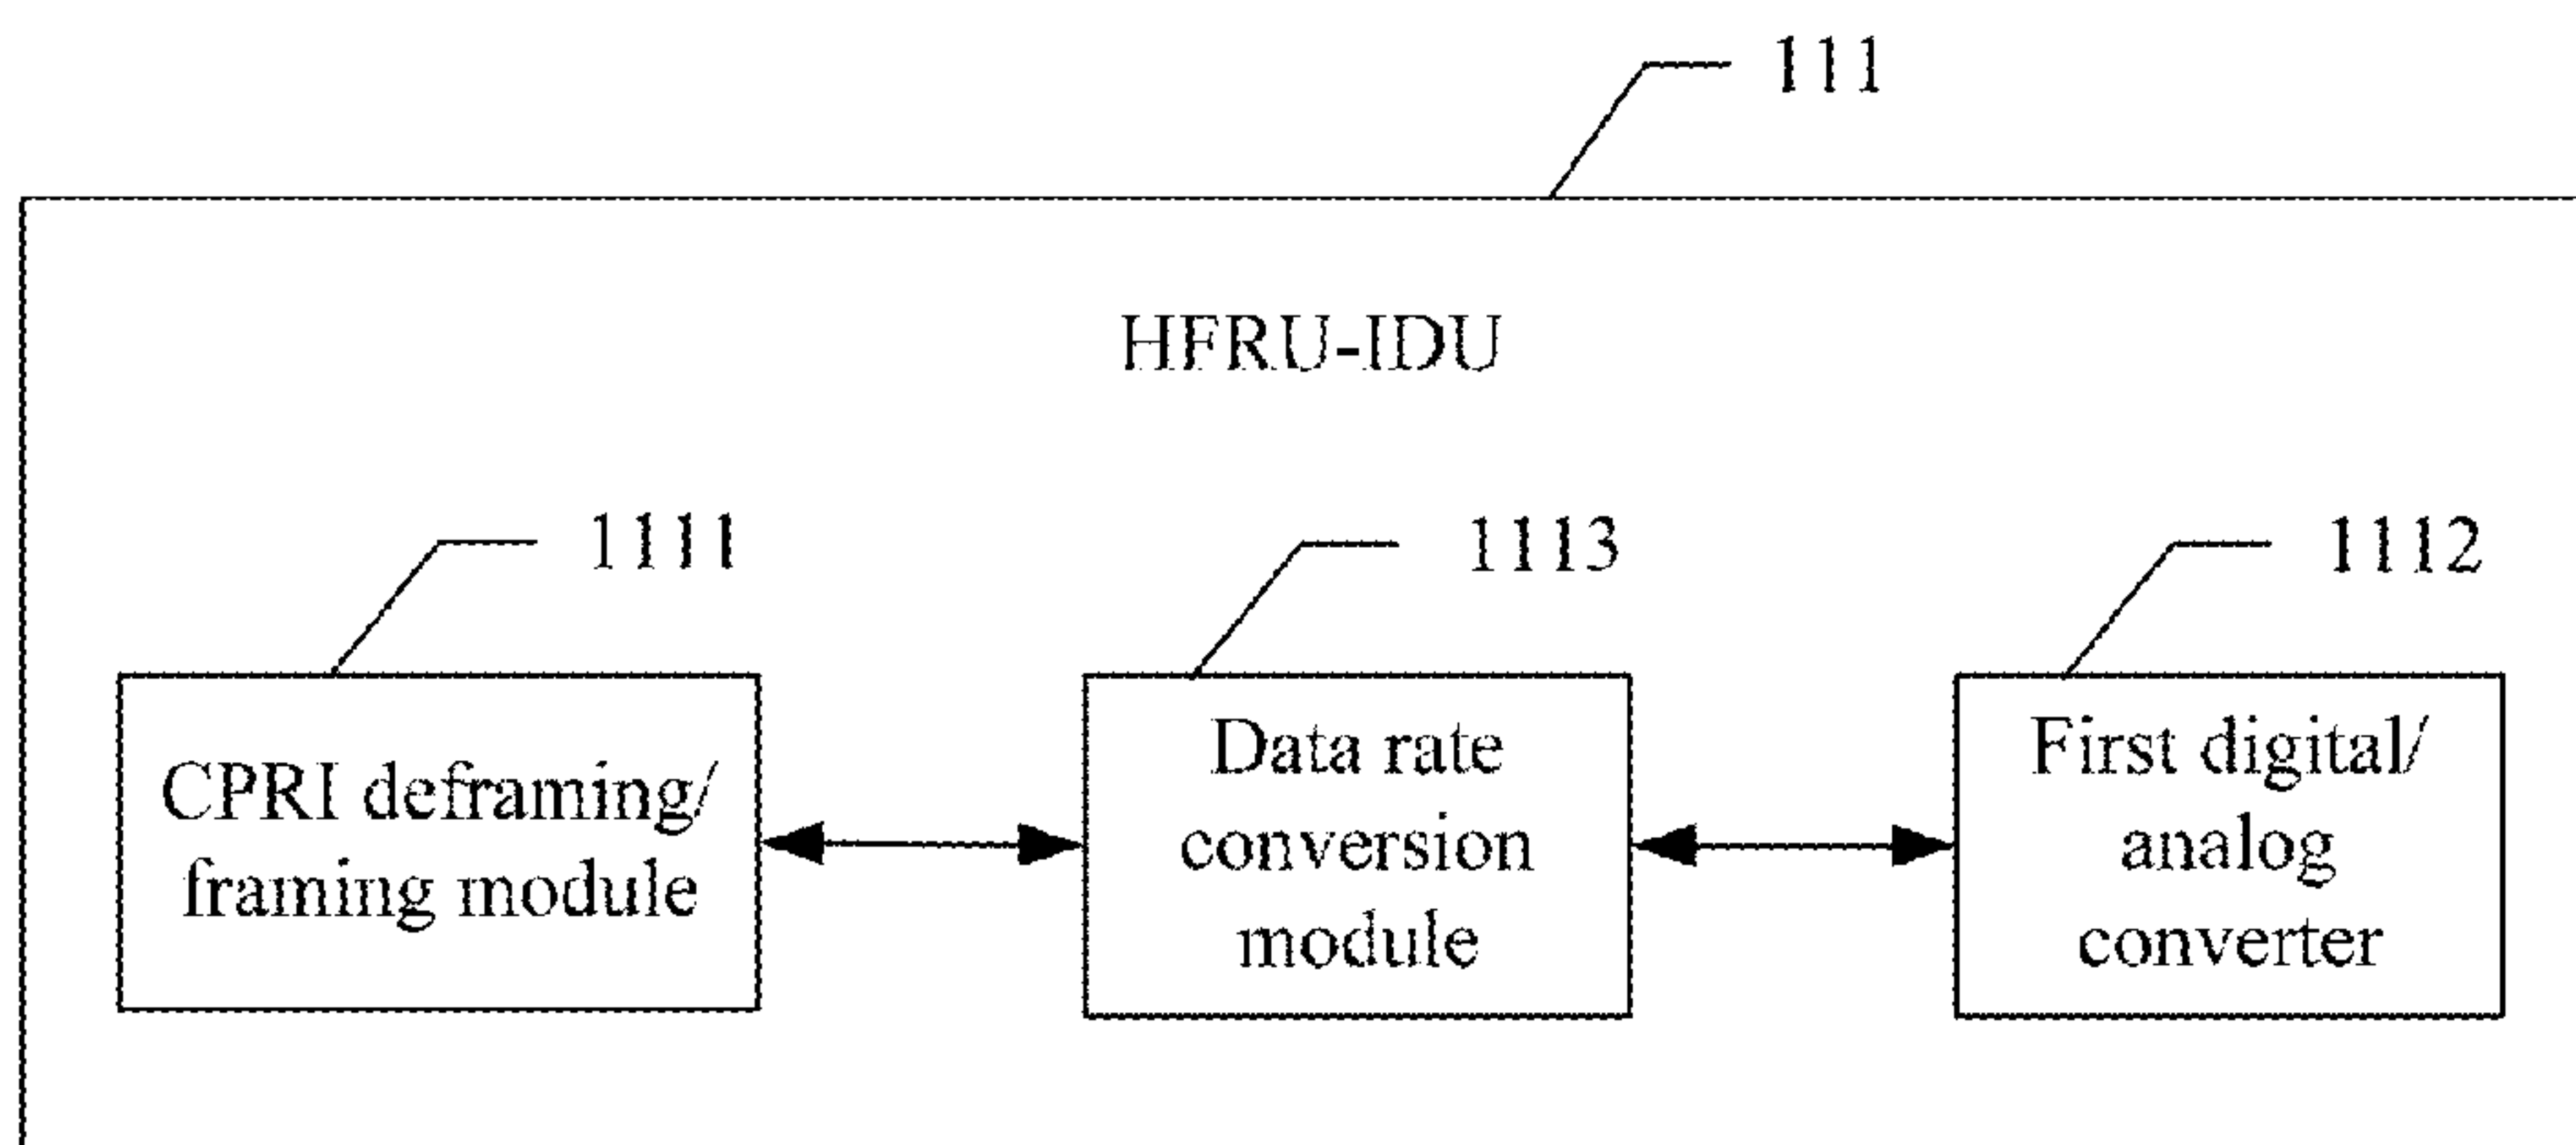 111
HFRU-IDU
1111
1113
1112
CPRI deframing/
framing module
Data rate
conversion
module
First digital/
analog
converter